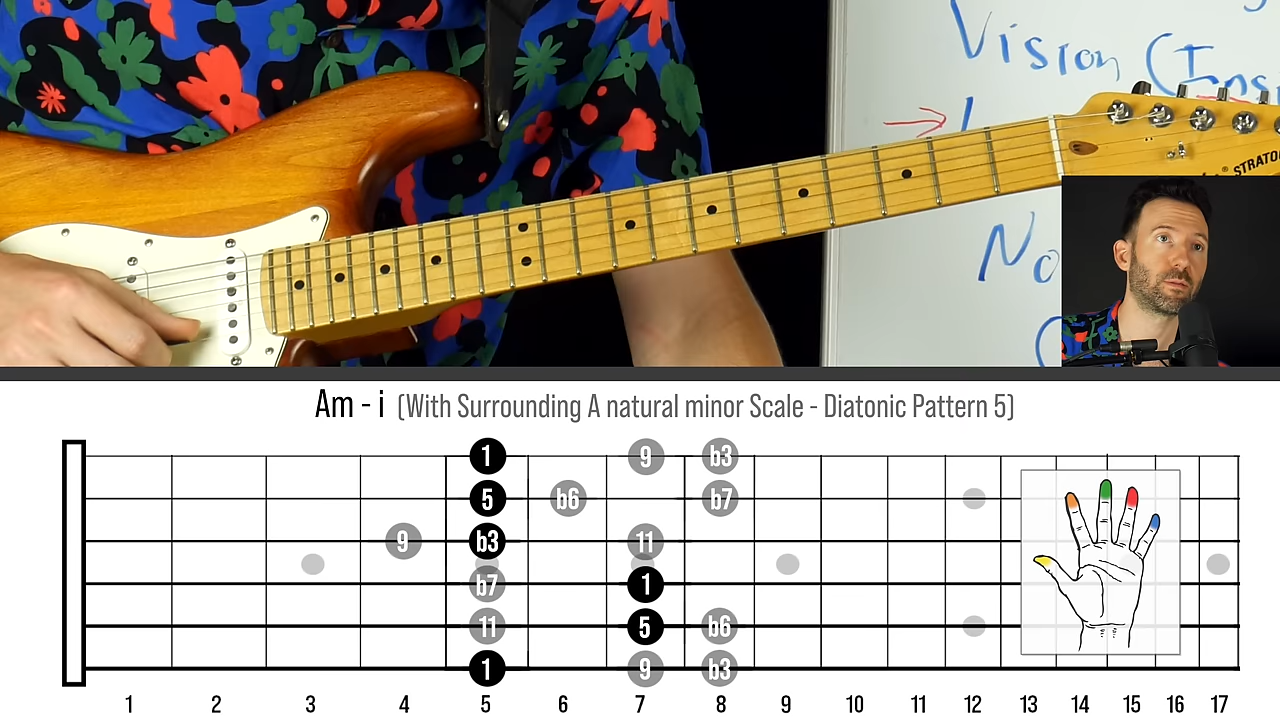 Vision (Insi
No
STRATO
Am - i (With Surrounding A natural minor Scale - Diatonic Pattern 5)
1 9 b3
5 b6 b7
9 b3 11
b7 1
11 5 b6
1 9 b3
1 2 3 4 5 6 7 8 9 10 11 12 13 14 15 16 17